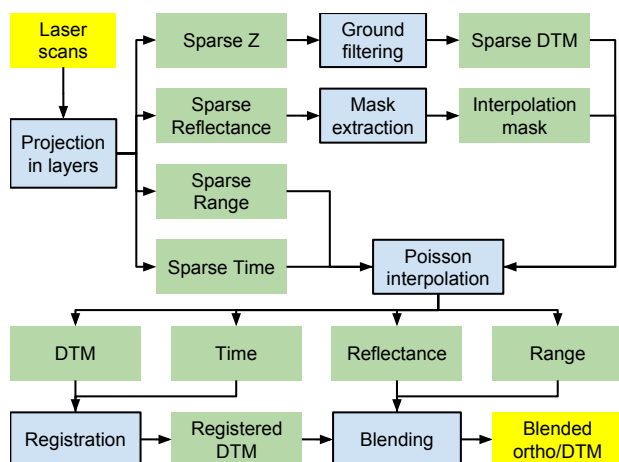 Laser
scans
Sparse Z
Ground
filtering
Sparse DTM
Projection
in layers
Sparse
Reflectance
Mask
extraction
Interpolation
mask
Sparse
Range
Sparse Time
Poisson
interpolation
DTM
Time
Reflectance
Range
Registration
Registered
DTM
Blending
Blended
ortho/DTM